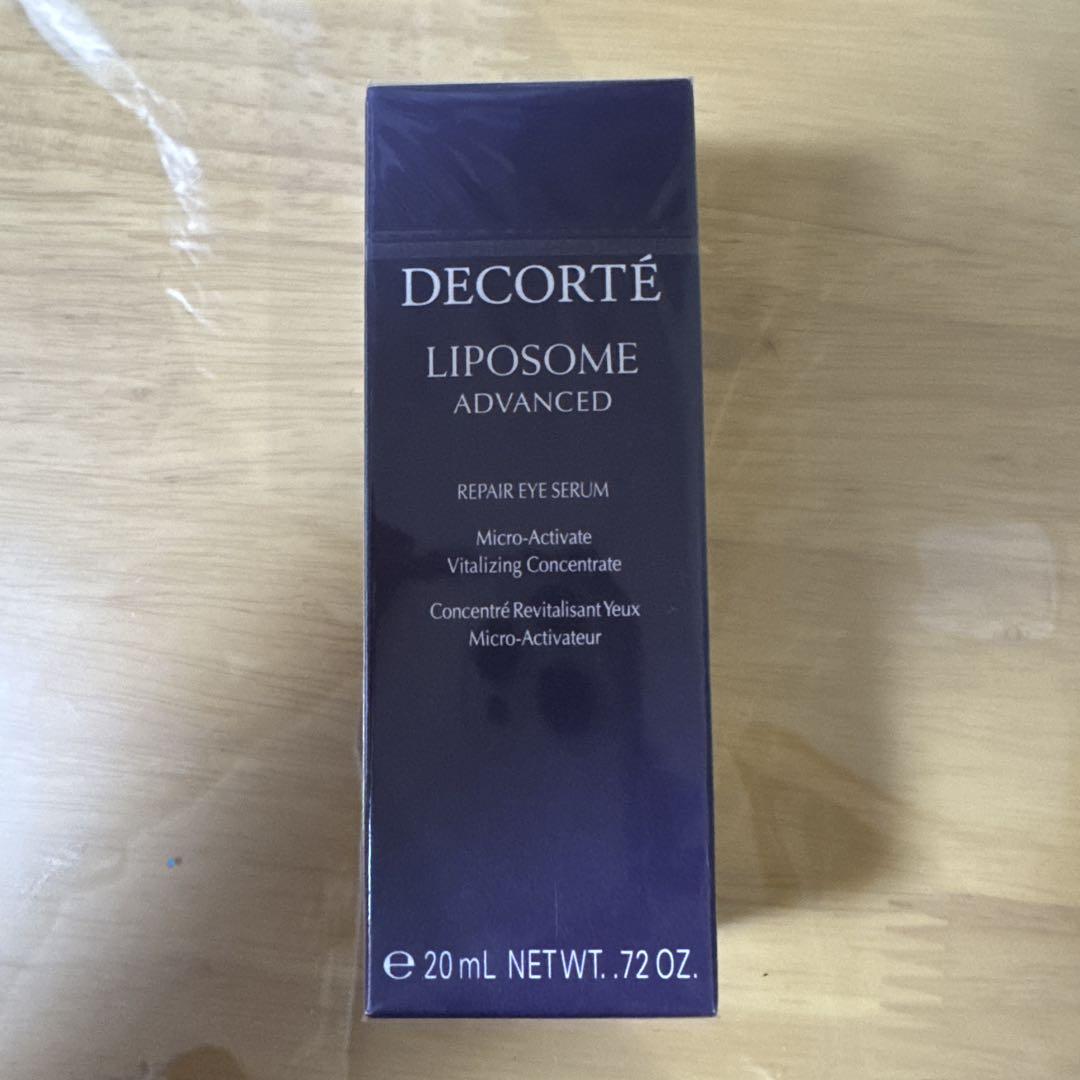 DECORTÉ
LIPOSOME
ADVANCED
REPAIR EYE SERUM
Micro-Activate
Vitalizing Concentrate
Concentré Revitalisant Yeux
Micro-Activateur
℮ 20 mL NET WT. .72 OZ.